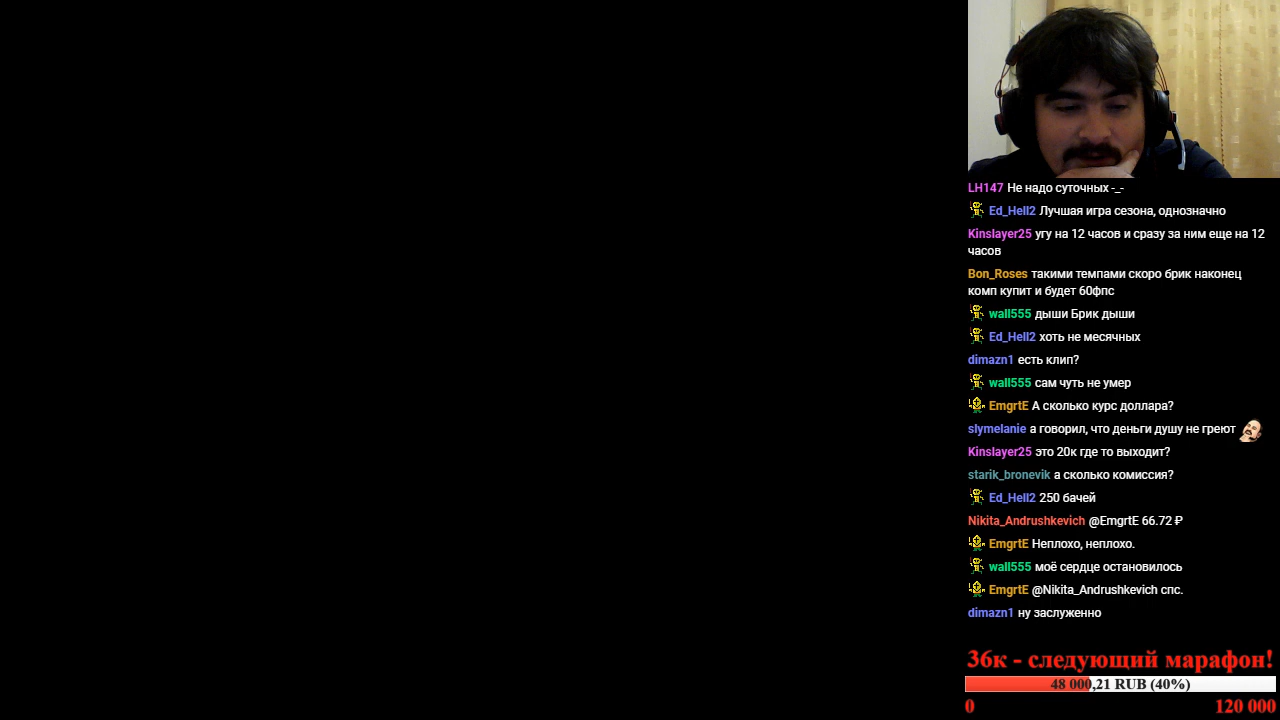 LH147 Не надо суточных -_-
Ed_Hell2 Лучшая игра сезона, однозначно
Kinslayer25 угу на 12 часов и сразу за ним еще на 12
часов
Bon_Roses такими темпами скоро брик наконец
комп купит и будет 60фпс
wall555 дыши Брик дыши
Ed_Hell2 хоть не месячных
dimazn1 есть клип?
wall555 сам чуть не умер
EmgrtE А сколько курс доллара?
slymelanie а говорил, что деньги душу не греют
Kinslayer25 это 20к где то выходит?
starik_bronevik а сколько комиссия?
Ed_Hell2 250 бачей
Nikita_Andrushkevich @EmgrtE 66.72 ₽
EmgrtE Неплохо, неплохо.
wall555 моё сердце остановилось
EmgrtE @Nikita_Andrushkevich спс.
dimazn1 ну заслуженно
36к - следующий марафон!
48 000,21 RUB (40%)
0 120 000